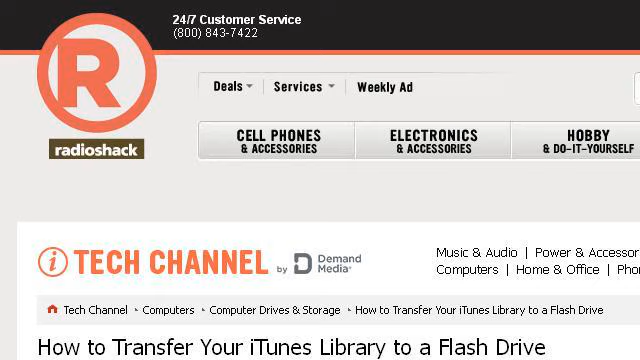 24/7 Customer Service
(800) 843-7422
R
radioshack
Deals Services Weekly Ad
CELL PHONES ELECTRONICS HOBBY
& ACCESSORIES & ACCESSORIES & DO-IT-YOURSELF
i TECH CHANNEL by D Demand Media®
Music & Audio | Power & Accessor
Computers | Home & Office | Pho
Tech Channel Computers Computer Drives & Storage How to Transfer Your iTunes Library to a Flash Drive
How to Transfer Your iTunes Library to a Flash Drive